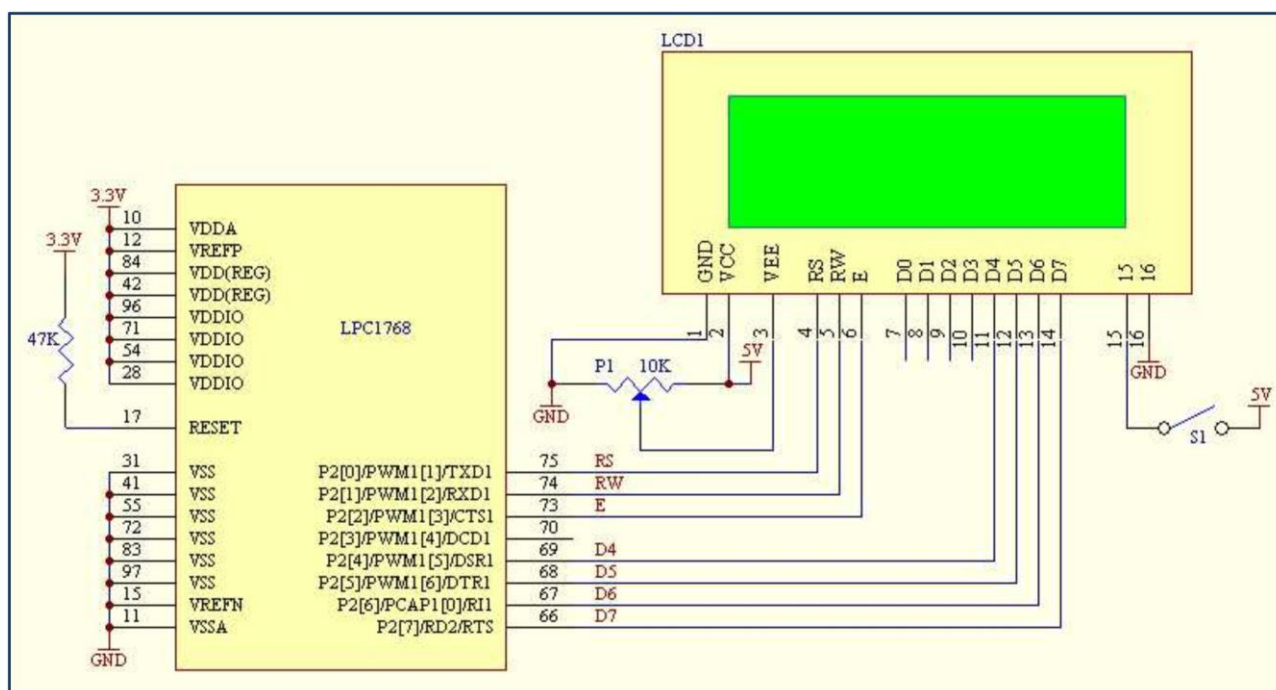 LCD1
GND VCC VEE RS RW E D0 D1 D2 D3 D4 D5 D6 D7 15 16
1 2 3 4 5 6 7 8 9 10 11 12 13 14 15 16
3.3V
3.3V
47K
LPC1768
10 VDDA
12 VREFP
84 VDD(REG)
42 VDD(REG)
96 VDDIO
71 VDDIO
54 VDDIO
28 VDDIO
17 RESET
31 VSS
41 VSS
55 VSS
72 VSS
83 VSS
97 VSS
15 VREFN
11 VSSA
GND
P2[0]/PWM1[1]/TXD1 75 RS
P2[1]/PWM1[2]/RXD1 74 RW
P2[2]/PWM1[3]/CTS1 73 E
P2[3]/PWM1[4]/DCD1 70
P2[4]/PWM1[5]/DSR1 69 D4
P2[5]/PWM1[6]/DTR1 68 D5
P2[6]/PCAP1[0]/RI1 67 D6
P2[7]/RD2/RTS 66 D7
P1 10K
5V
GND
GND
S1
5V